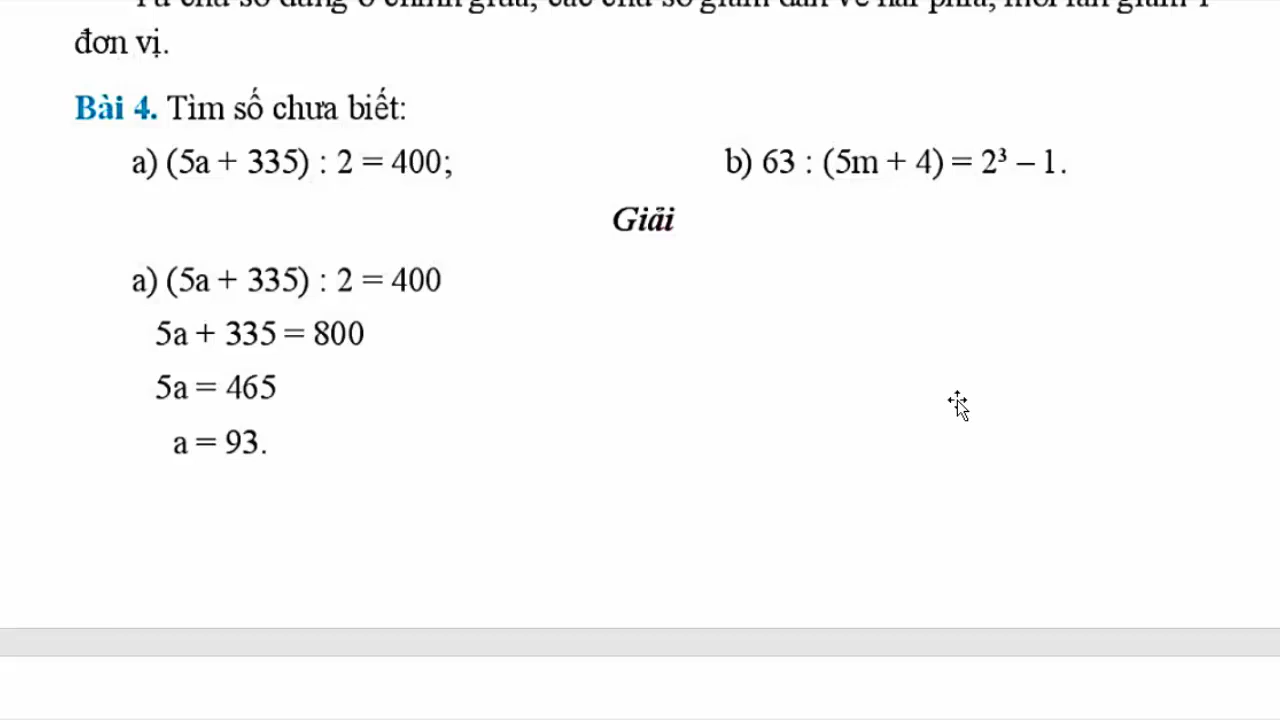 đơn vị.
Bài 4. Tìm số chưa biết:
a) (5a + 335) : 2 = 400; b) 63 : (5m + 4) = 2³ – 1.
Giải
a) (5a + 335) : 2 = 400
5a + 335 = 800
5a = 465
a = 93.